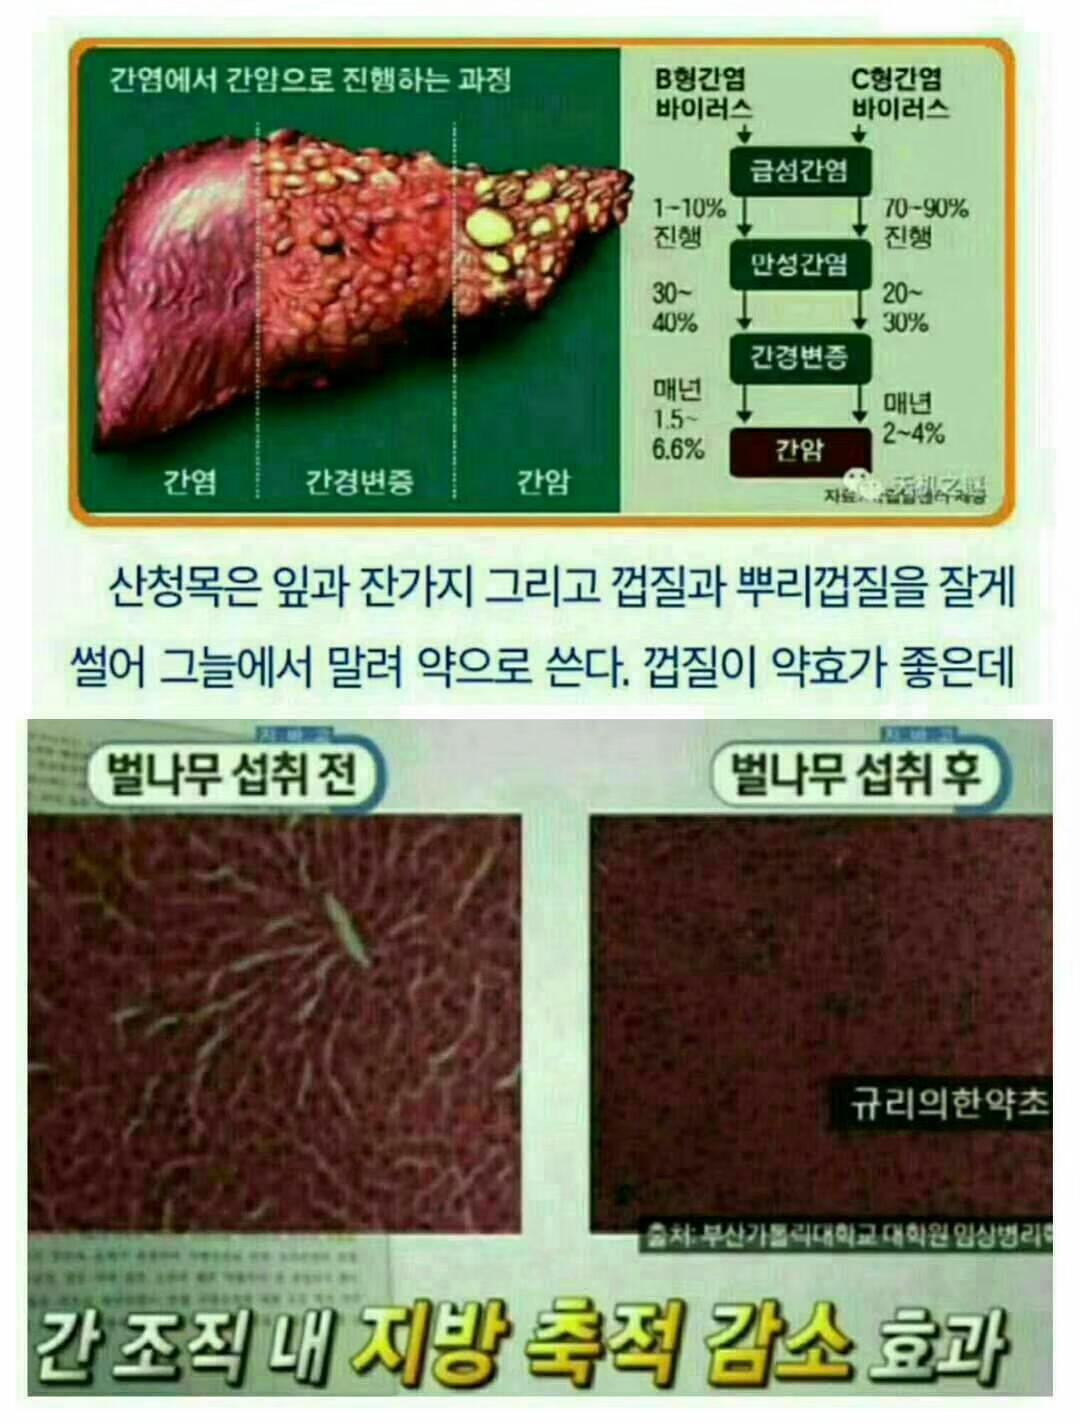 간염에서 간암으로 진행하는 과정
간염
간경변증
간암
B형간염
바이러스
C형간염
바이러스
급성간염
1~10%
진행
70~90%
진행
만성간염
30~
40%
20~
30%
간경변증
매년
1.5~
6.6%
매년
2~4%
간암
산청목은 잎과 잔가지 그리고 껍질과 뿌리껍질을 잘게
썰어 그늘에서 말려 약으로 쓴다. 껍질이 약효가 좋은데
벌나무 섭취 전
벌나무 섭취 후
규리의한약초
출처: 부산가톨릭대학교 대학원 임상병리학
간 조직 내 지방 축적 감소 효과